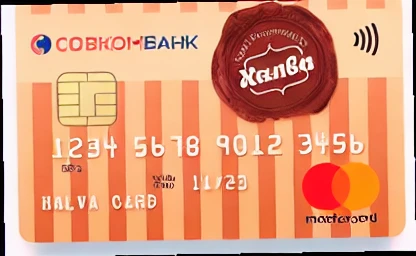 СОВКОМБАНК
Халва
1234 5678 9012 3456
11/23
HALVA CARD
mastercard